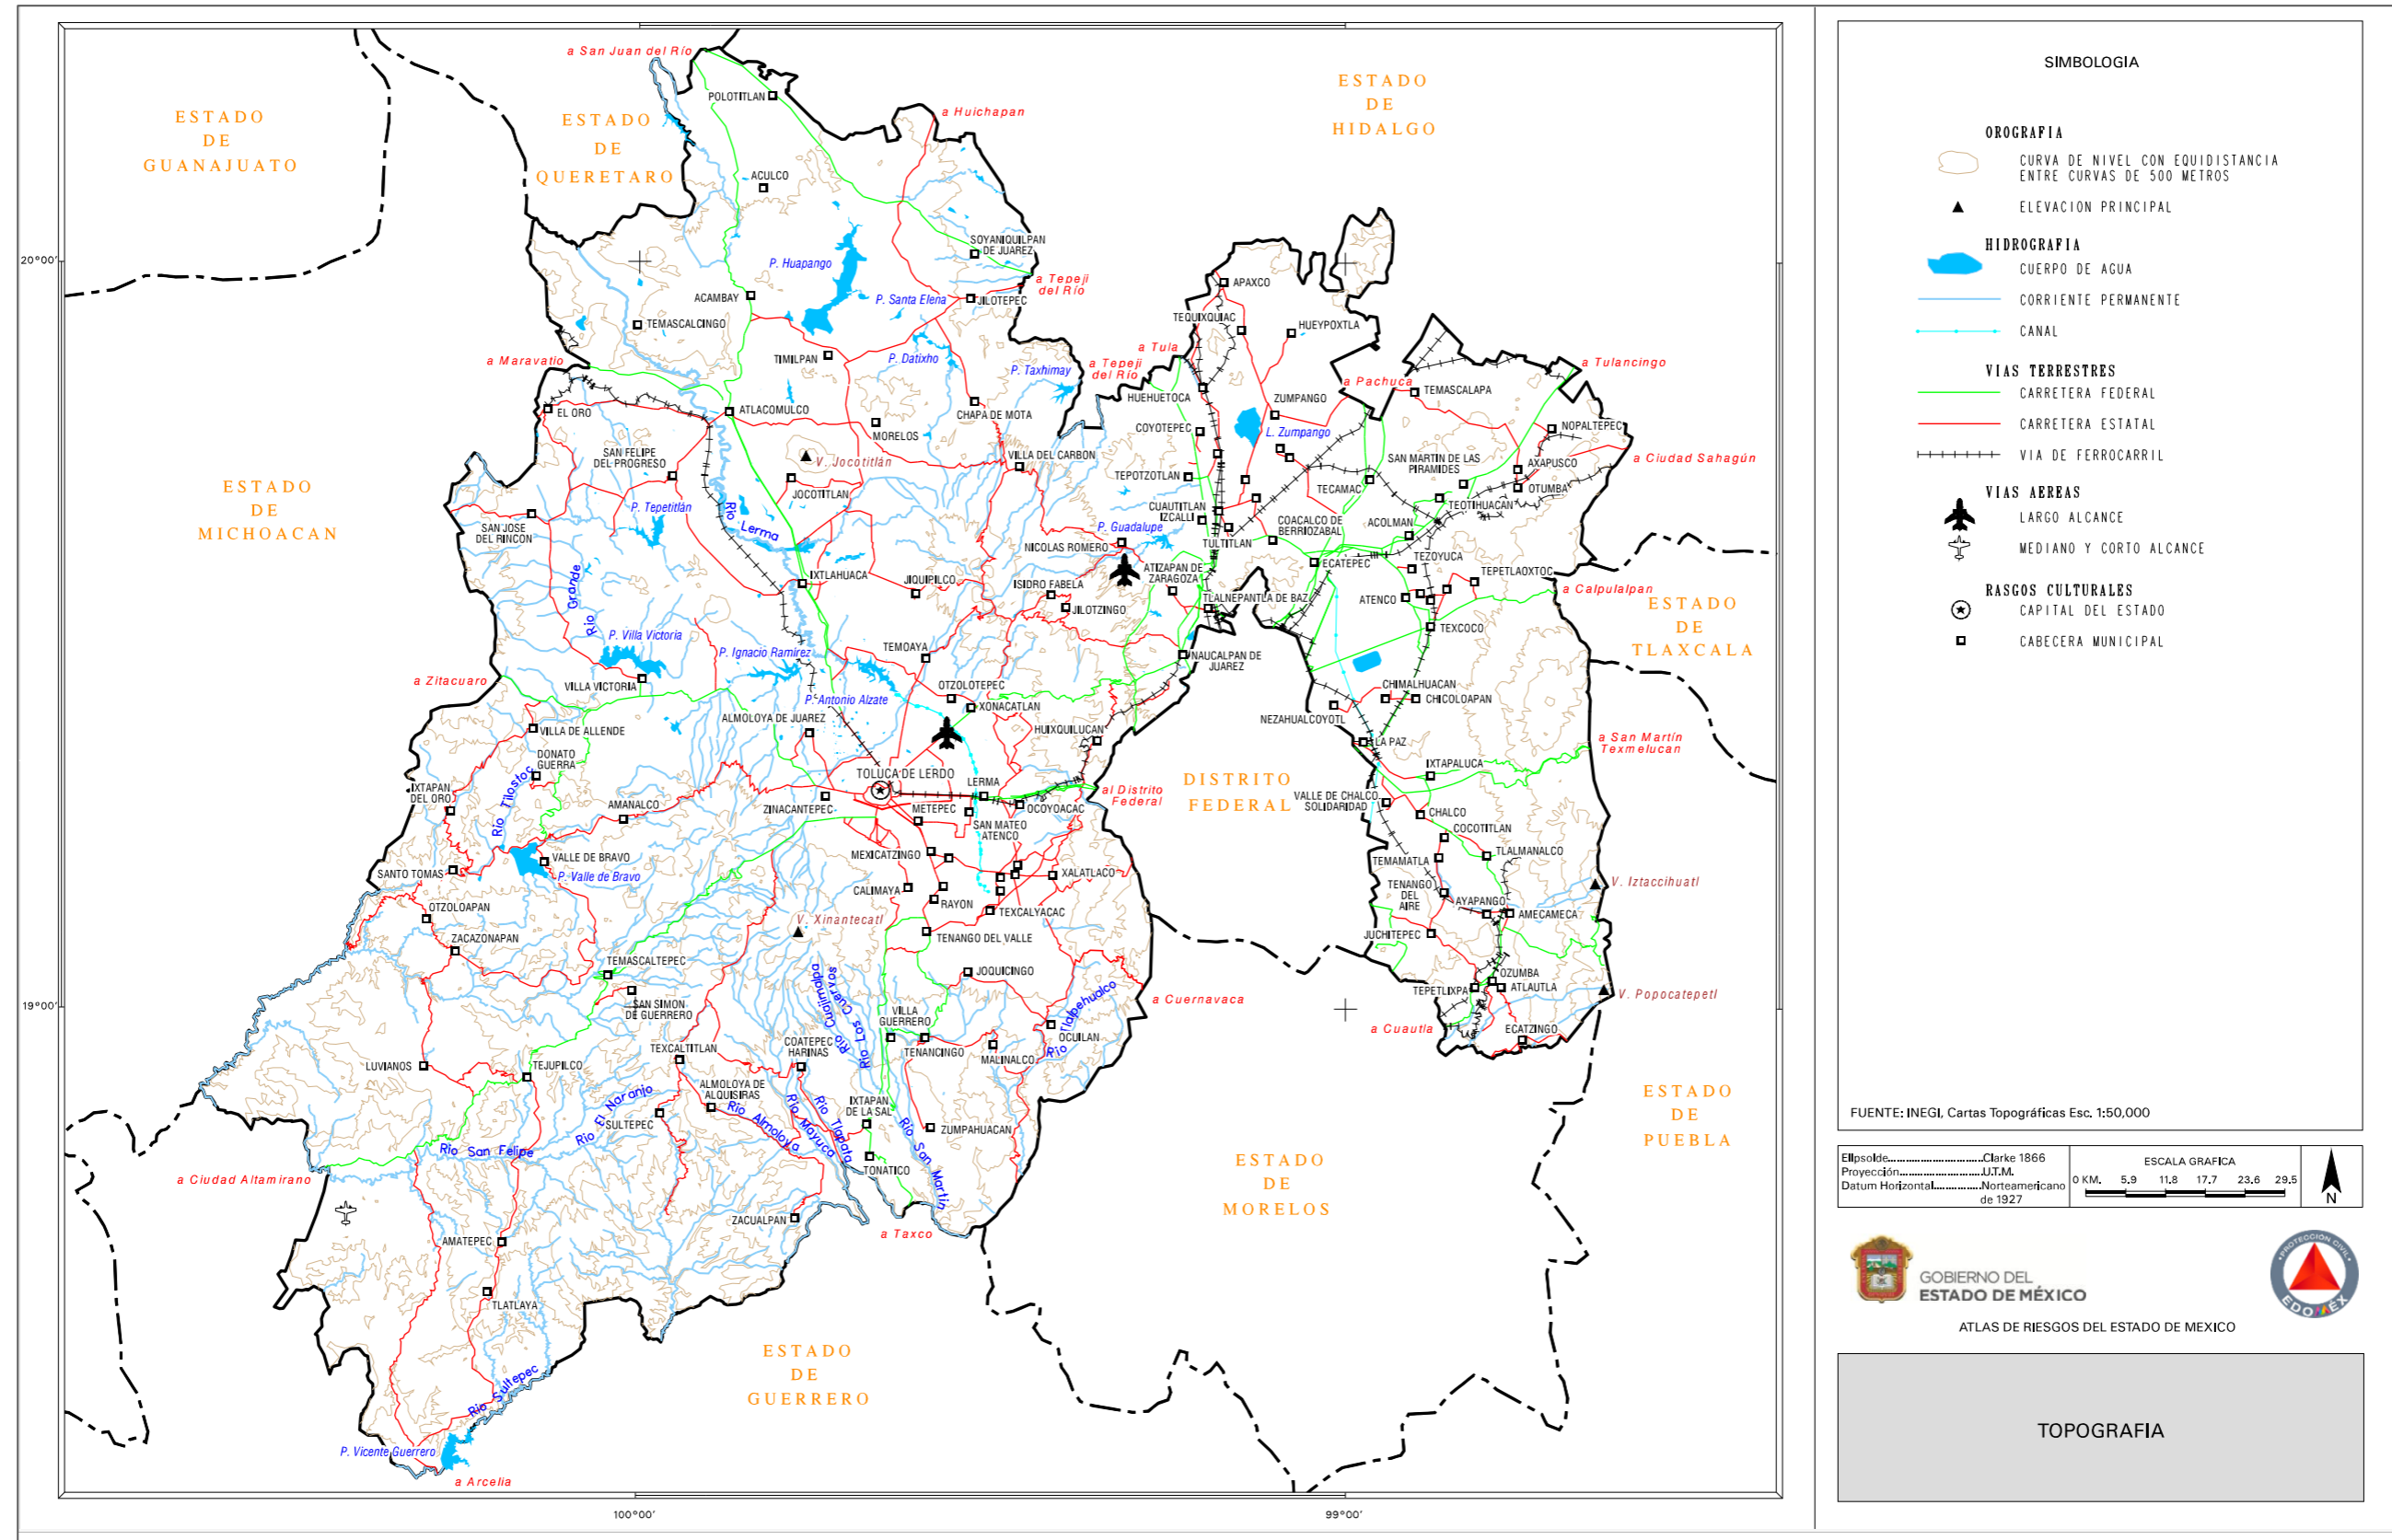 a San Juan del Río
POLOTITLAN
ESTADO
DE
GUANAJUATO
ESTADO
DE
QUERETARO
a Huichapan
ESTADO
DE
HIDALGO
ACULCO
SOYANIQUILPAN
DE JUAREZ
20°00'
P. Huapango
a Tepeji
del Río
ACAMBAY
P. Santa Elena
JILOTEPEC
APAXCO
TEMASCALCINGO
TEQUIXQUIAC
HUEYPOXTLA
TIMILPAN
P. Datixho
a Tula
a Tepeji
del Río
a Maravatio
P. Taxhimay
a Pachuca
TEMASCALAPA
a Tulancingo
HUEHUETOCA
ZUMPANGO
EL ORO
ATLACOMULCO
CHAPA DE MOTA
MORELOS
COYOTEPEC
L. Zumpango
NOPALTEPEC
SAN FELIPE
DEL PROGRESO
V. Jocotitlán
VILLA DEL CARBON
SAN MARTIN DE LAS
PIRAMIDES
AXAPUSCO
a Ciudad Sahagún
TEPOTZOTLAN
TECAMAC
OTUMBA
JOCOTITLAN
ESTADO
DE
MICHOACAN
P. Tepetitlán
Río Lerma
CUAUTITLAN
IZCALLI
TEOTIHUACAN
SAN JOSE
DEL RINCON
P. Guadalupe
COACALCO DE
BERRIOZABAL
ACOLMAN
NICOLAS ROMERO
TULTITLAN
ECATEPEC
TEZOYUCA
TEPETLAOXTOC
IXTLAHUACA
JIQUIPILCO
ISIDRO FABELA
ATIZAPAN DE
ZARAGOZA
JILOTZINGO
TLALNEPANTLA DE BAZ
ATENCO
a Calpulalpan
Río Grande
TEXCOCO
ESTADO
DE
TLAXCALA
P. Villa Victoria
P. Ignacio Ramírez
TEMOAYA
NAUCALPAN DE
JUAREZ
a Zitacuaro
VILLA VICTORIA
OTZOLOTEPEC
P. Antonio Alzate
XONACATLAN
CHIMALHUACAN
CHICOLOAPAN
ALMOLOYA DE JUAREZ
NEZAHUALCOYOTL
VILLA DE ALLENDE
HUIXQUILUCAN
LA PAZ
a San Martín
Texmelucan
DONATO
GUERRA
TOLUCA DE LERDO
LERMA
DISTRITO
FEDERAL
IXTAPALUCA
IXTAPAN
DEL ORO
Río Tilostoc
AMANALCO
ZINACANTEPEC
METEPEC
OCOYOACAC
al Distrito
Federal
VALLE DE CHALCO
SOLIDARIDAD
CHALCO
SAN MATEO
ATENCO
COCOTITLAN
MEXICATZINGO
TEMAMATLA
TLALMANALCO
VALLE DE BRAVO
P. Valle de Bravo
SANTO TOMAS
CALIMAYA
XALATLACO
TENANGO
DEL
AIRE
V. Iztaccihuatl
RAYON
TEXCALYACAC
AYAPANGO
AMECAMECA
OTZOLOAPAN
V. Xinantecatl
TENANGO DEL VALLE
JUCHITEPEC
ZACAZONAPAN
TEMASCALTEPEC
JOQUICINGO
OZUMBA
SAN SIMON
DE GUERRERO
Río Cualimalpa
Río Los Cuervos
TEPETLIXPA
ATLAUTLA
V. Popocatepetl
19°00'
a Cuernavaca
VILLA
GUERRERO
Río Tlalpehualco
a Cuautla
ECATZINGO
OCUILAN
TEXCALTITLAN
COATEPEC
HARINAS
TENANCINGO
MALINALCO
LUVIANOS
TEJUPILCO
ALMOLOYA DE
ALQUISIRAS
Río El Naranjo
SULTEPEC
Río Almoloya
Río Mayuca
Río Tlapala
IXTAPAN
DE LA SAL
Río San Martín
ZUMPAHUACAN
ESTADO
DE
PUEBLA
Río San Felipe
TONATICO
ESTADO
DE
MORELOS
a Ciudad Altamirano
ZACUALPAN
a Taxco
AMATEPEC
TLATLAYA
ESTADO
DE
GUERRERO
Río Sultepec
P. Vicente Guerrero
a Arcelia
100°00'
99°00'
SIMBOLOGIA
OROGRAFIA
CURVA DE NIVEL CON EQUIDISTANCIA
ENTRE CURVAS DE 500 METROS
ELEVACION PRINCIPAL
HIDROGRAFIA
CUERPO DE AGUA
CORRIENTE PERMANENTE
CANAL
VIAS TERRESTRES
CARRETERA FEDERAL
CARRETERA ESTATAL
VIA DE FERROCARRIL
VIAS AEREAS
LARGO ALCANCE
MEDIANO Y CORTO ALCANCE
RASGOS CULTURALES
CAPITAL DEL ESTADO
CABECERA MUNICIPAL
FUENTE: INEGI, Cartas Topográficas Esc. 1:50,000
Elipsoide..............................Clarke 1866
Proyección..........................U.T.M.
Datum Horizontal...............Norteamericano
de 1927
ESCALA GRAFICA
0 KM. 5.9 11.8 17.7 23.6 29.5
N
GOBIERNO DEL
ESTADO DE MÉXICO
PROTECCIÓN CIVIL
EDOMÉX
ATLAS DE RIESGOS DEL ESTADO DE MEXICO
TOPOGRAFIA